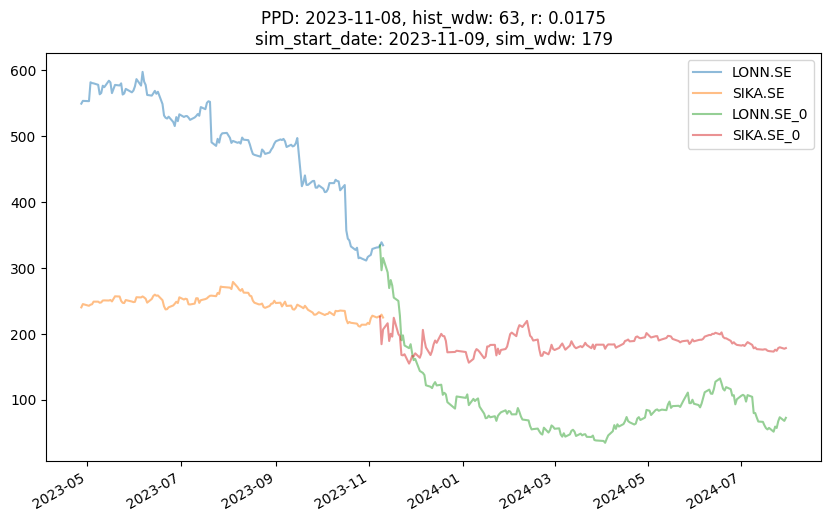 PPD: 2023-11-08, hist_wdw: 63, r: 0.0175
sim_start_date: 2023-11-09, sim_wdw: 179
LONN.SE
SIKA.SE
LONN.SE_0
SIKA.SE_0
600
500
400
300
200
100
2023-05
2023-07
2023-09
2023-11
2024-01
2024-03
2024-05
2024-07